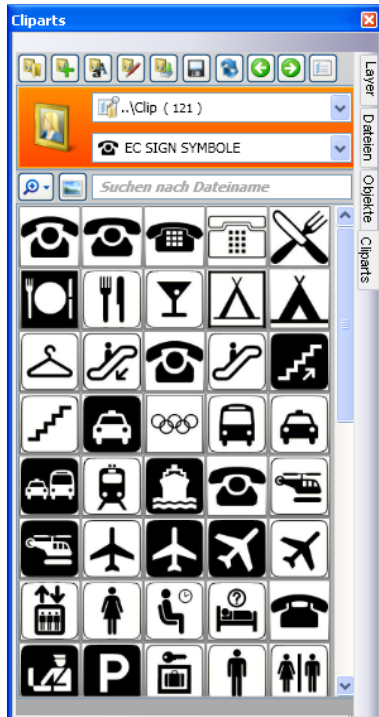 Cliparts
..\Clip ( 121 )
EC SIGN SYMBOLE
Suchen nach Dateiname
Layer
Dateien
Objekte
Cliparts
?
P